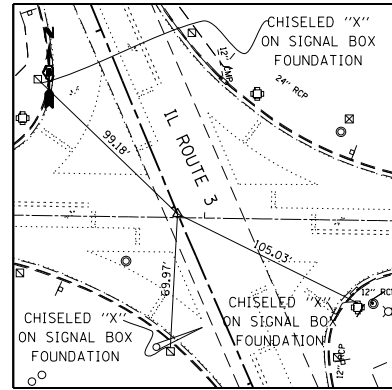 CHISELED "X"
ON SIGNAL BOX
FOUNDATION
12" CMP
24" RCP
IL ROUTE 3
99.18'
105.03'
69.97'
12" RCP
CHISELED "X"
ON SIGNAL BOX
FOUNDATION
CHISELED "X"
ON SIGNAL BOX
FOUNDATION
12" RCP